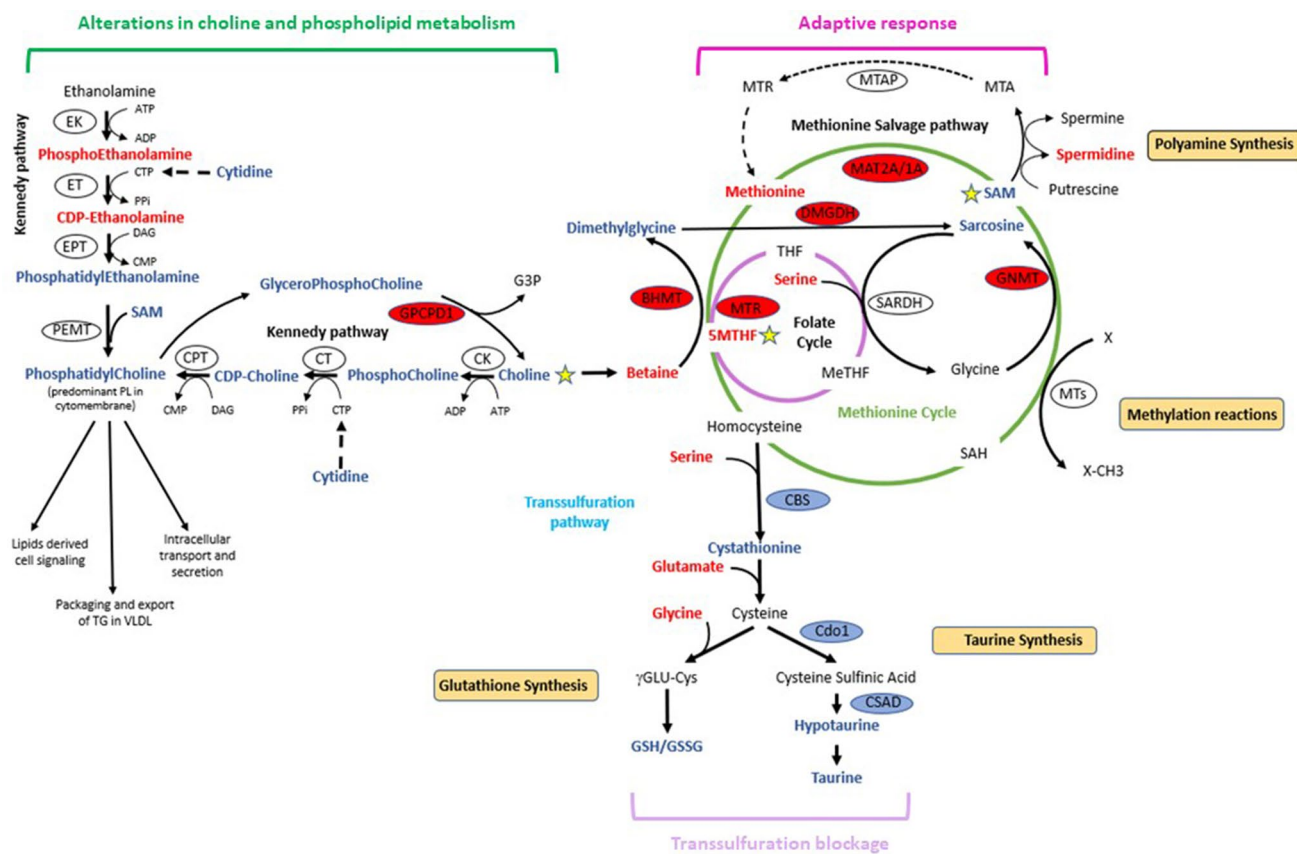 Alterations in choline and phospholipid metabolism
Adaptive response
Kennedy pathway
Ethanolamine
EK
ATP
ADP
PhosphoEthanolamine
ET
CTP
PPi
Cytidine
CDP-Ethanolamine
EPT
DAG
CMP
PhosphatidylEthanolamine
PEMT
SAM
PhosphatidylCholine
(predominant PL in
cytomembrane)
Lipids derived
cell signaling
Packaging and export
of TG in VLDL
Intracellular
transport and
secretion
GlyceroPhosphoCholine
GPCPD1
G3P
Kennedy pathway
CPT
CMP
DAG
CDP-Choline
CT
PPi
CTP
Cytidine
PhosphoCholine
CK
ADP
ATP
Choline
Betaine
BHMT
Dimethylglycine
DMGDH
MTR
MTAP
MTA
Methionine Salvage pathway
MAT2A/1A
Methionine
SAM
Spermine
Spermidine
Putrescine
Polyamine Synthesis
Sarcosine
THF
Serine
MTR
SARDH
GNMT
5MTHF
Folate
Cycle
MeTHF
Glycine
Methionine Cycle
X
MTs
Methylation reactions
X-CH3
SAH
Homocysteine
Serine
CBS
Transsulfuration
pathway
Cystathionine
Glutamate
Glycine
Cysteine
Cdo1
Taurine Synthesis
Glutathione Synthesis
γGLU-Cys
Cysteine Sulfinic Acid
CSAD
GSH/GSSG
Hypotaurine
Taurine
Transsulfuration blockage